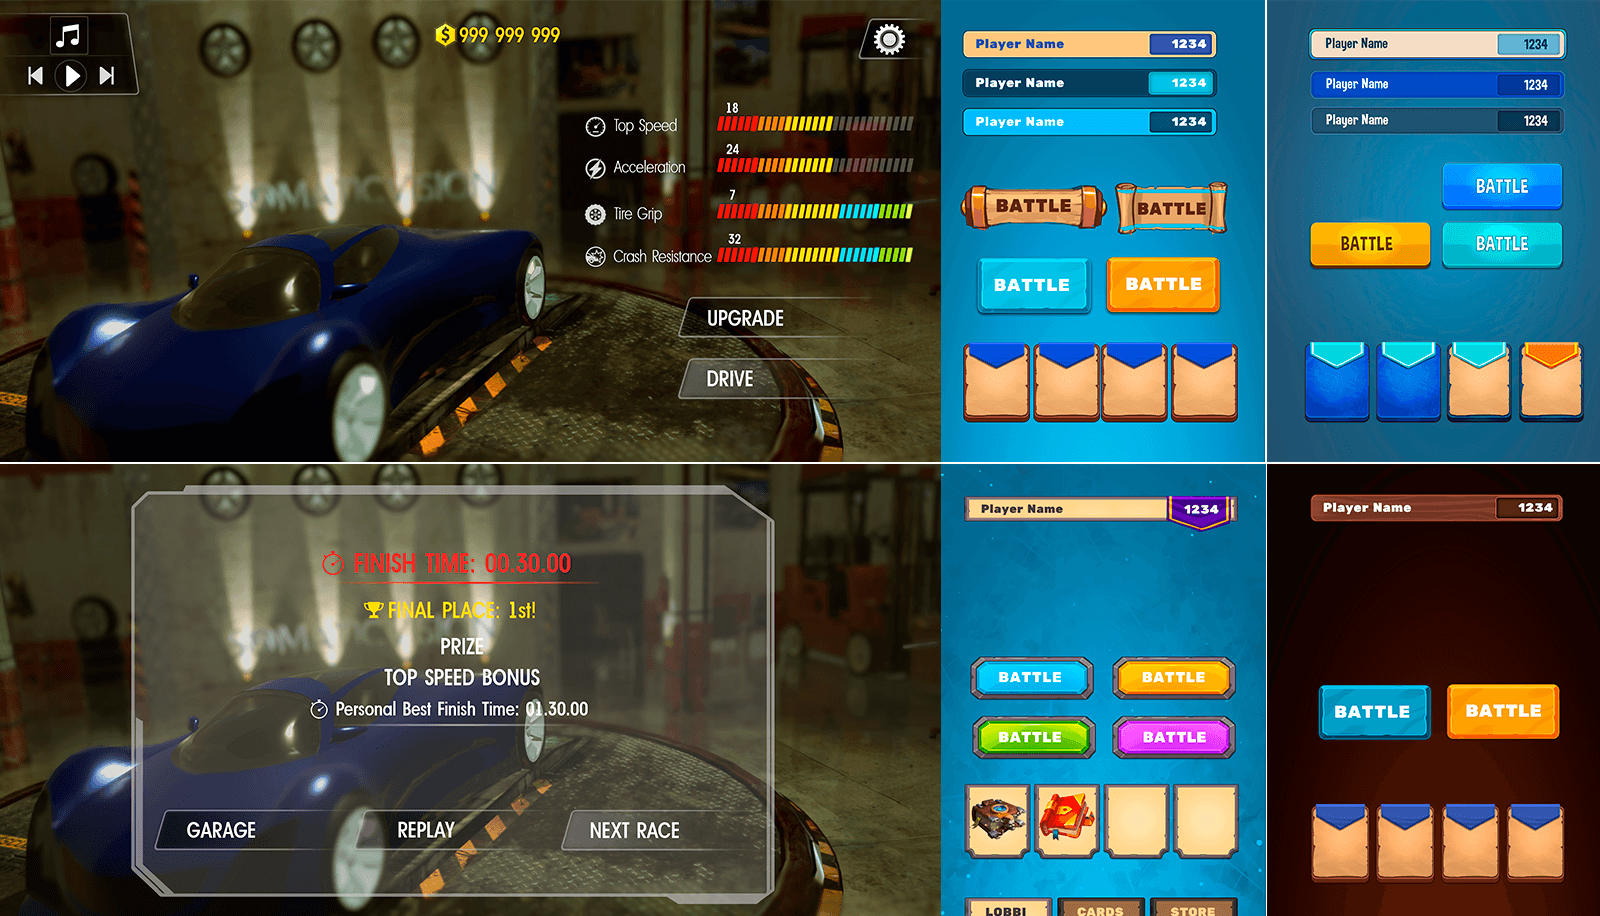 999 999 999
18
Top Speed
24
Acceleration
7
Tire Grip
32
Crash Resistance
UPGRADE
DRIVE
FINISH TIME: 00.30.00
FINAL PLACE: 1st!
PRIZE
TOP SPEED BONUS
Personal Best Finish Time: 01.30.00
GARAGE
REPLAY
NEXT RACE
Player Name 1234
Player Name 1234
Player Name 1234
BATTLE BATTLE
BATTLE BATTLE
Player Name 1234
Player Name 1234
Player Name 1234
BATTLE
BATTLE BATTLE
Player Name 1234
BATTLE BATTLE
BATTLE BATTLE
LOBBI CARDS STORE
Player Name 1234
BATTLE BATTLE